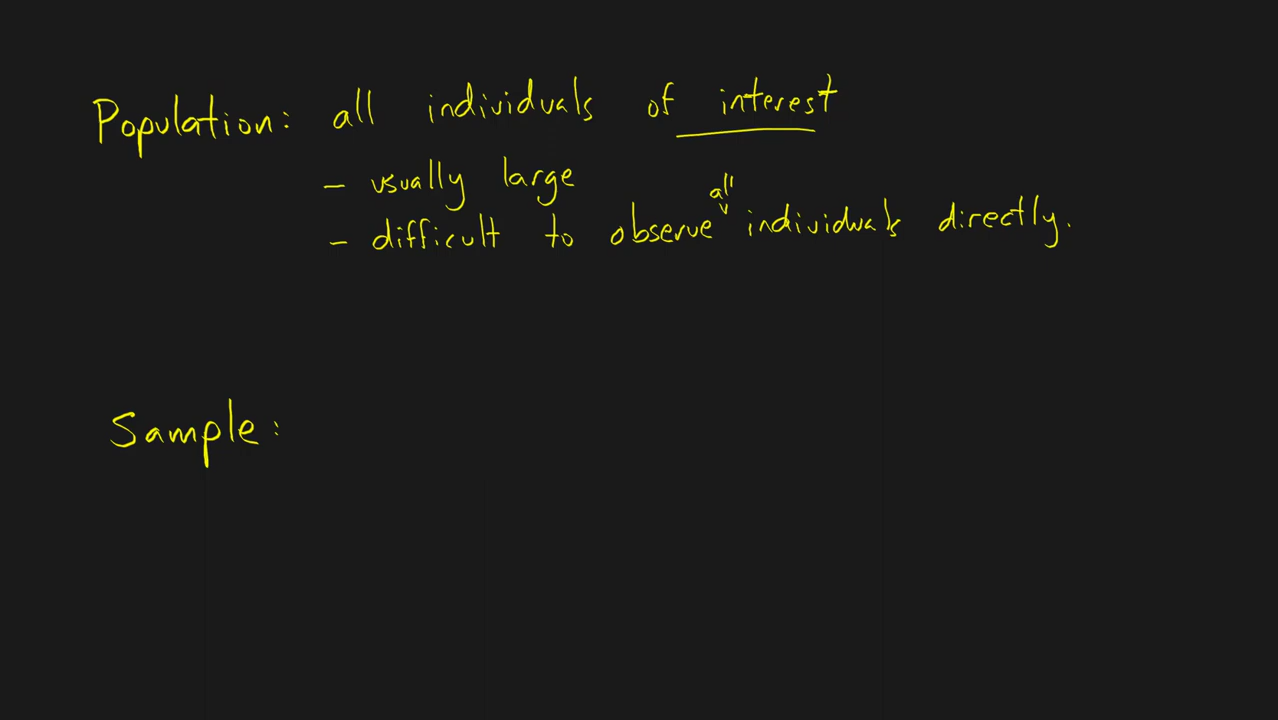 Population: all individuals of interest
- usually large
- difficult to observe all individuals directly.
Sample: